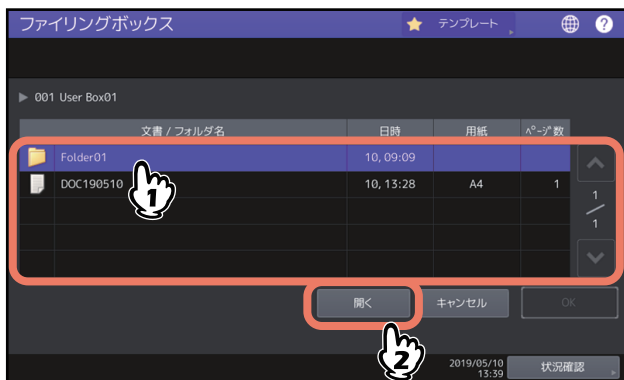 ファイリングボックス
テンプレート
?
001 User Box01
文書 / フォルダ名 日時 用紙 ページ数
Folder01 10, 09:09
DOC190510 10, 13:28 A4 1
1
/
1
1
開く キャンセル OK
2
2019/05/10
13:39
状況確認